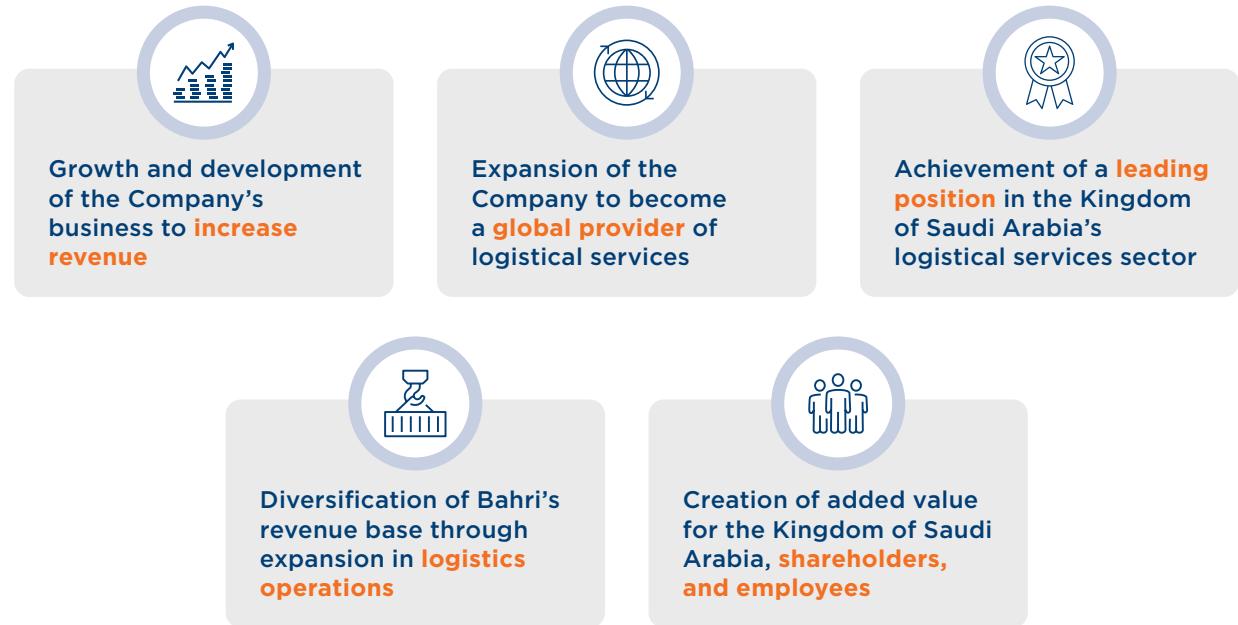 Growth and development
of the Company’s
business to increase
revenue
Expansion of the
Company to become
a global provider of
logistical services
Achievement of a leading
position in the Kingdom
of Saudi Arabia’s
logistical services sector
Diversification of Bahri’s
revenue base through
expansion in logistics
operations
Creation of added value
for the Kingdom of Saudi
Arabia, shareholders,
and employees